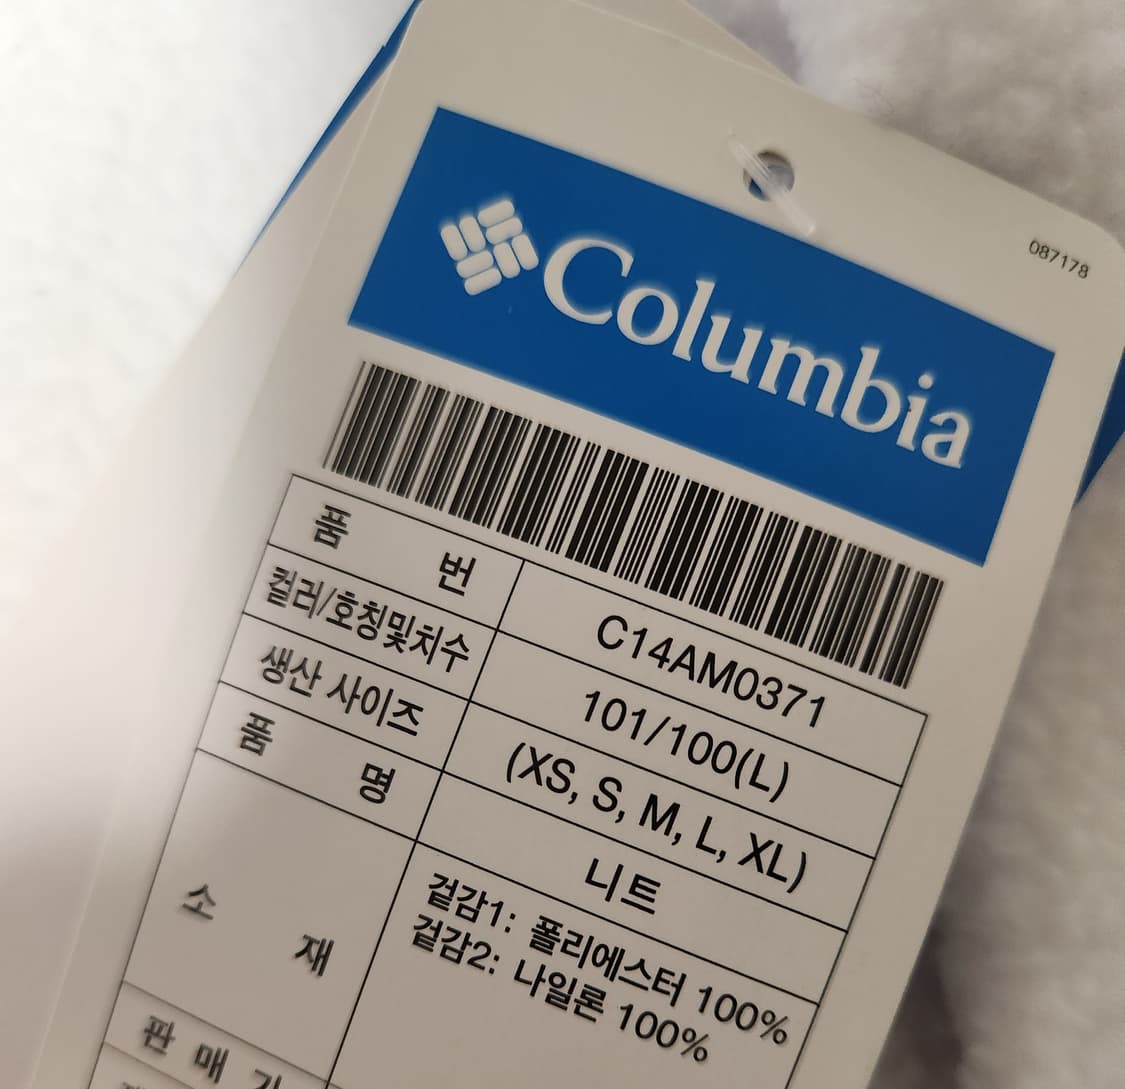 087178
Columbia
품 번 C14AM0371
컬러/호칭및치수 101/100(L)
생산 사이즈 (XS, S, M, L, XL)
품 명 니트
소 재 겉감1: 폴리에스터 100%
겉감2: 나일론 100%
판 매